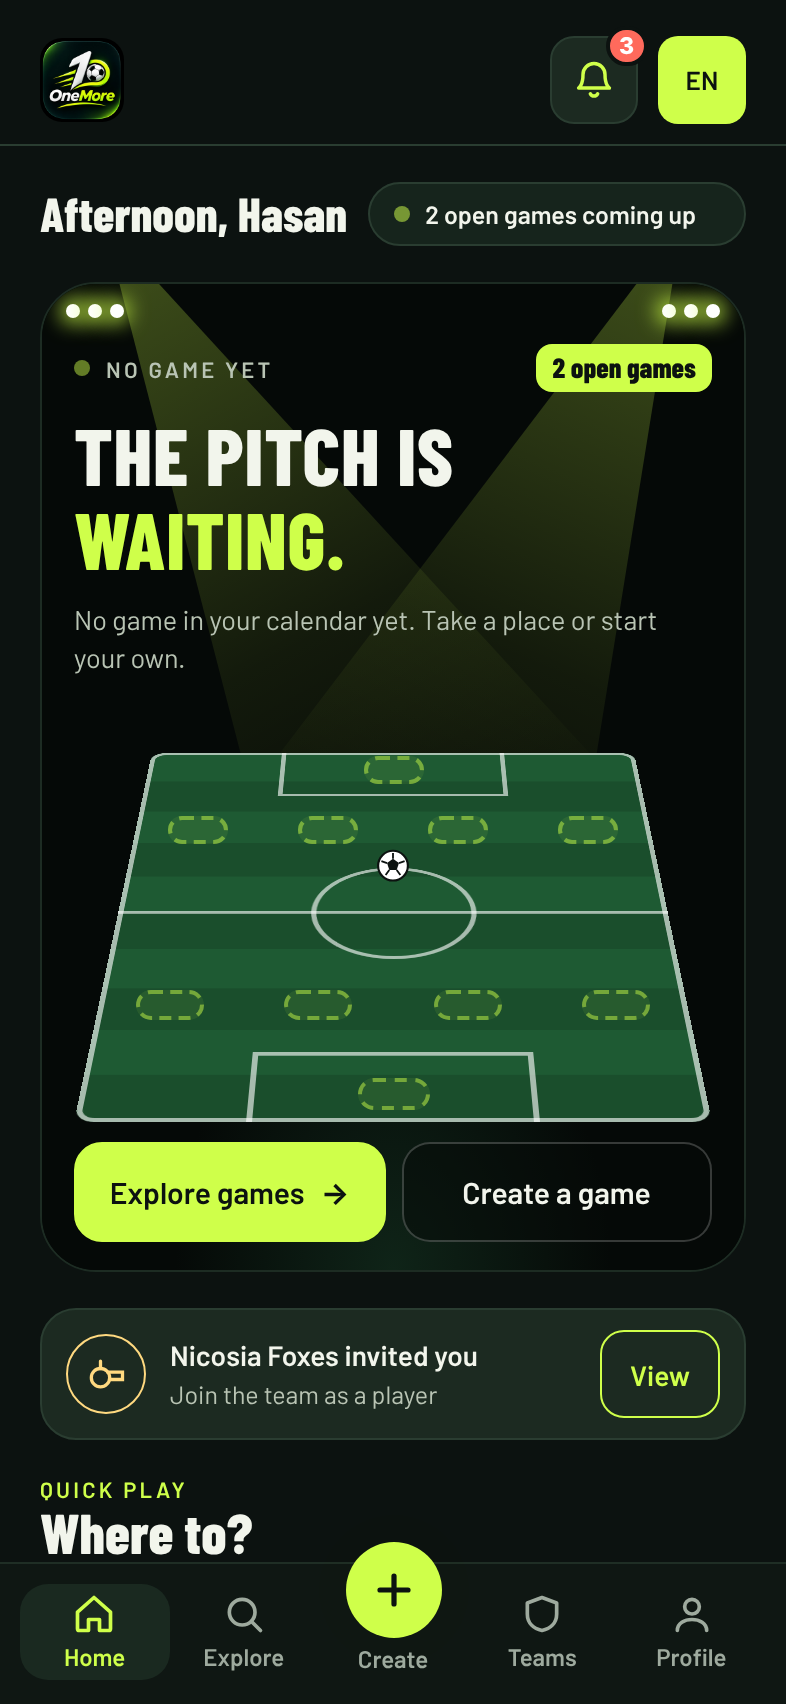 OneMore
3
EN
Afternoon, Hasan
2 open games coming up
NO GAME YET
2 open games
THE PITCH IS
WAITING.
No game in your calendar yet. Take a place or start
your own.
Explore games →
Create a game
Nicosia Foxes invited you
Join the team as a player
View
QUICK PLAY
Where to?
Home
Explore
Create
Teams
Profile